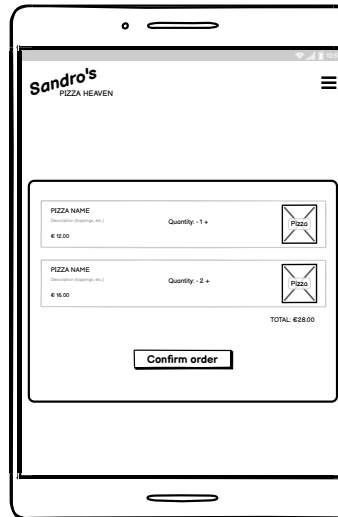 Sandro's
PIZZA HEAVEN
PIZZA NAME
Description (toppings, etc.)
€ 12.00
Quantity: - 1 +
Pizza
PIZZA NAME
Description (toppings, etc.)
€ 16.00
Quantity: - 2 +
Pizza
TOTAL: €28.00
Confirm order